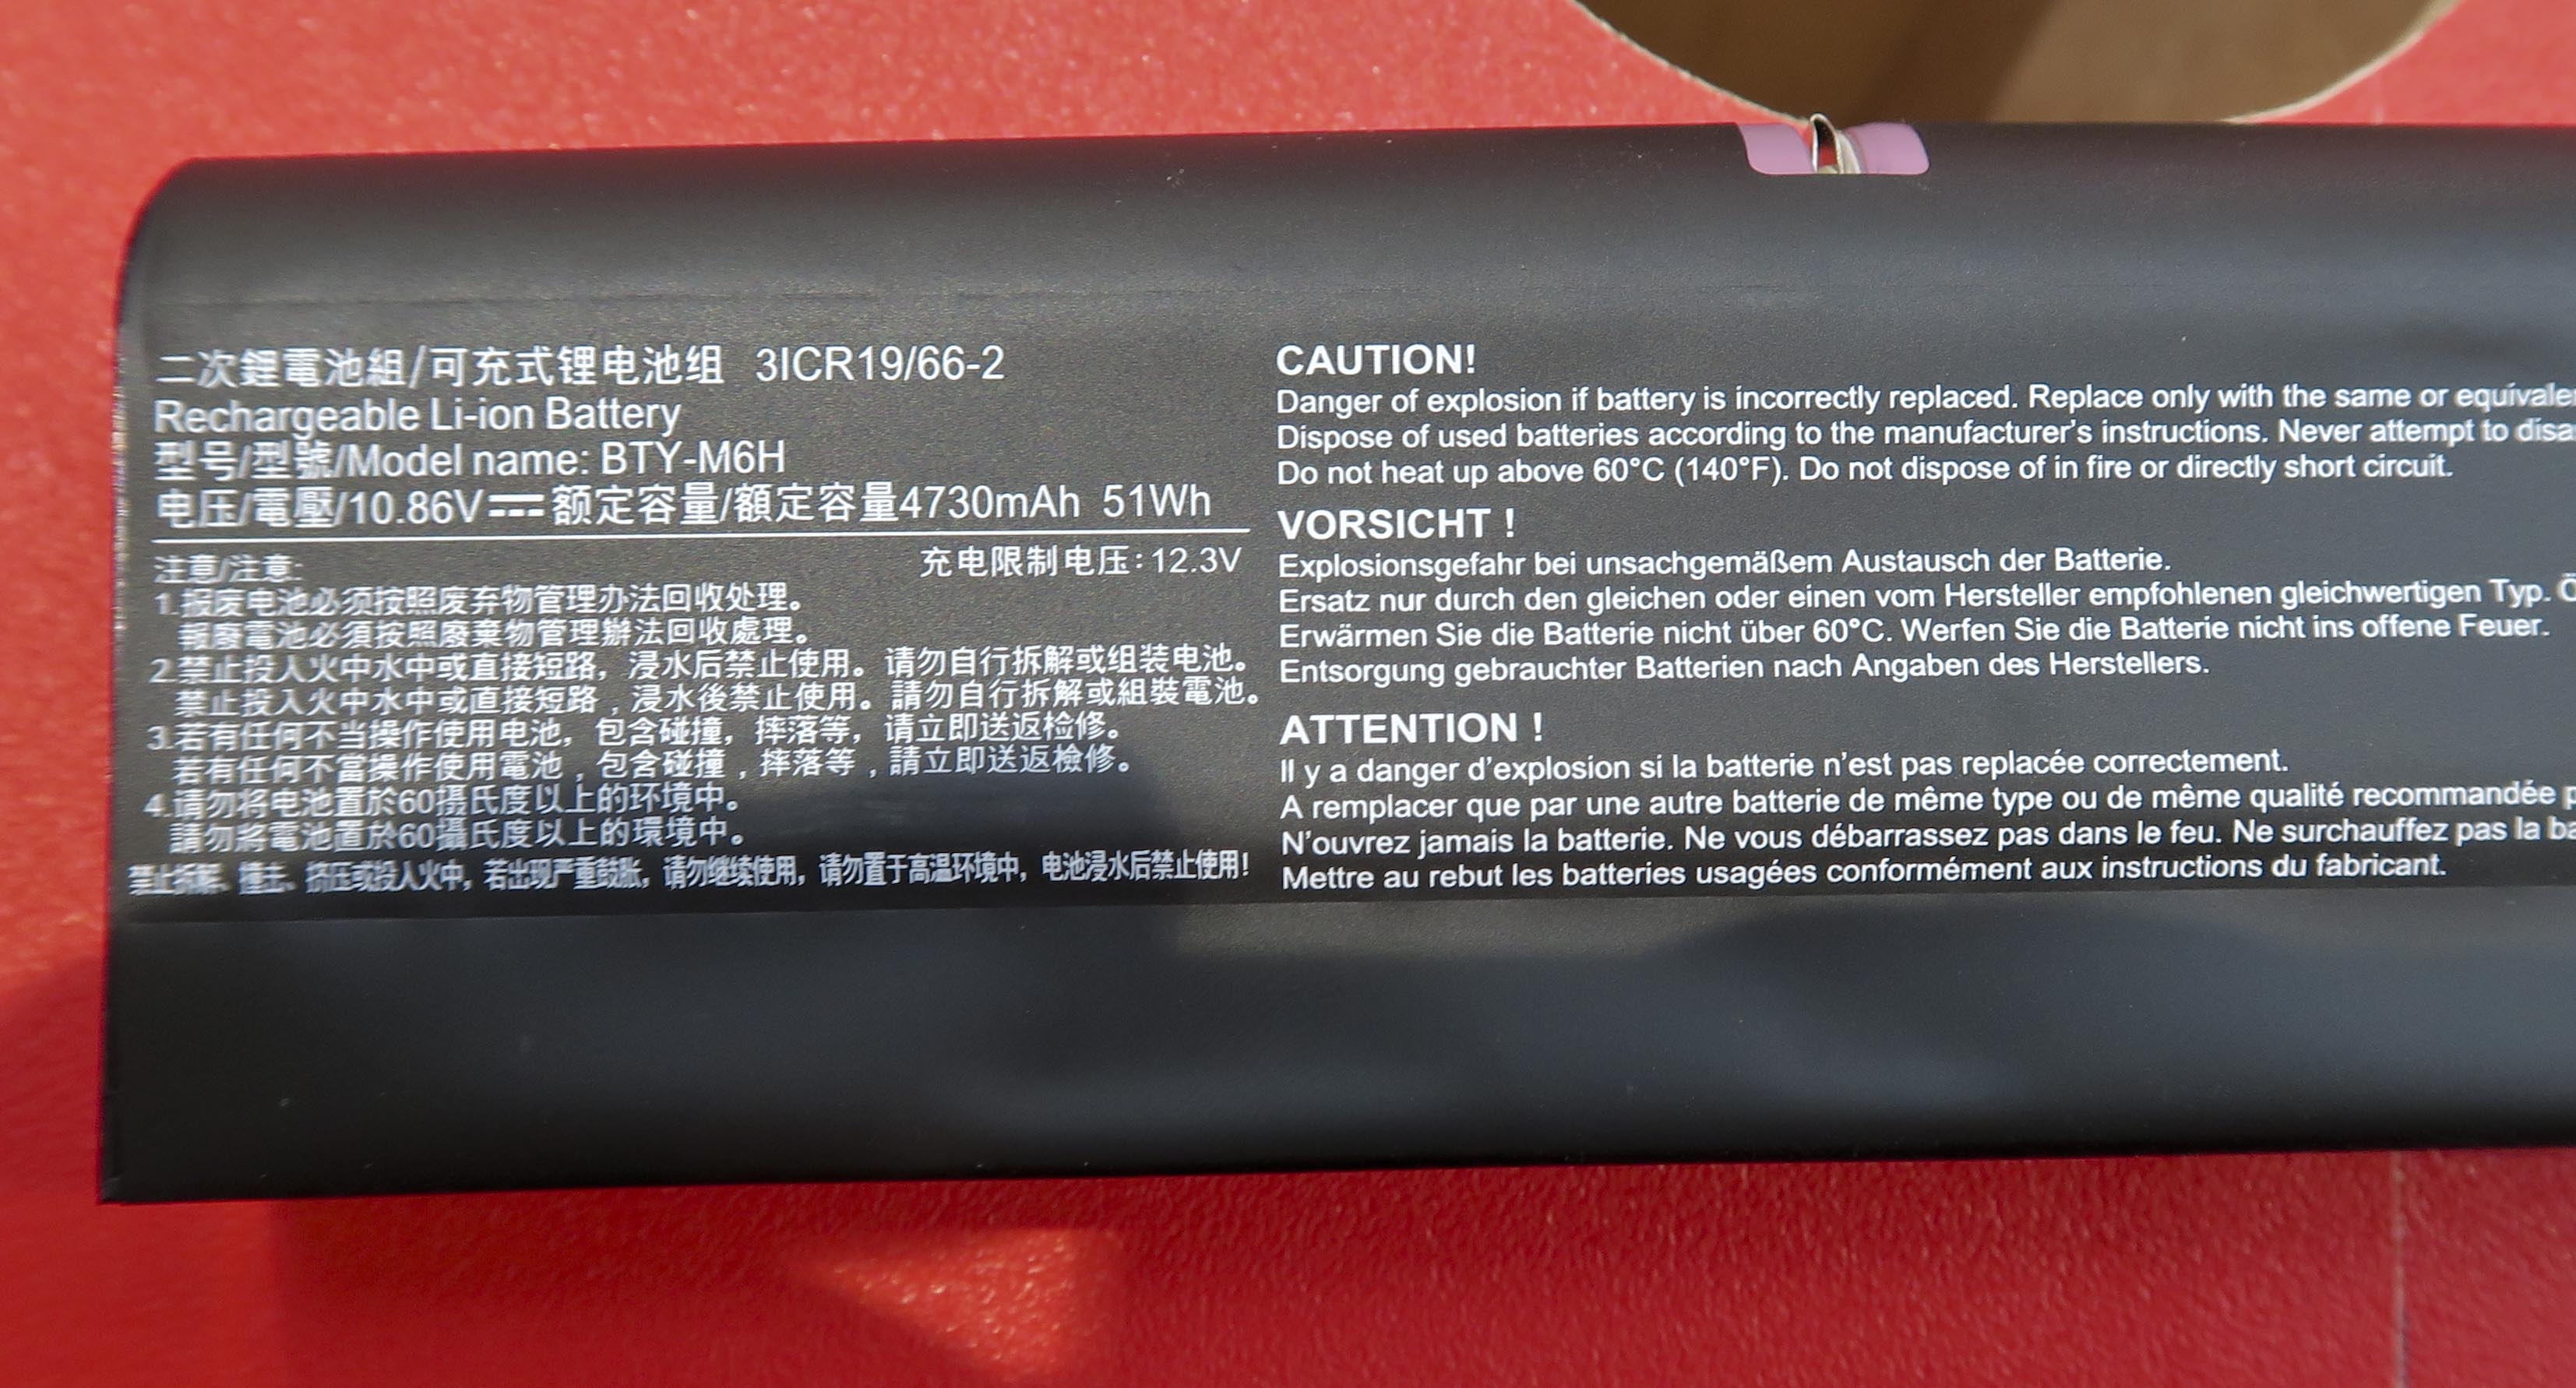 二次鋰電池組/可充式锂电池组 3ICR19/66-2
Rechargeable Li-ion Battery
型号/型號/Model name: BTY-M6H
电压/電壓/10.86V⎓额定容量/額定容量4730mAh 51Wh
充电限制电压:12.3V
注意/注意:
1.报废电池必须按照废弃物管理办法回收处理。
報廢電池必須按照廢棄物管理辦法回收處理。
2.禁止投入火中水中或直接短路，浸水后禁止使用。请勿自行拆解或组装电池。
禁止投入火中水中或直接短路，浸水後禁止使用。請勿自行拆解或組裝電池。
3.若有任何不当操作使用电池，包含碰撞，摔落等，请立即送返检修。
若有任何不當操作使用電池，包含碰撞，摔落等，請立即送返檢修。
4.请勿将电池置於60摄氏度以上的环境中。
請勿將電池置於60攝氏度以上的環境中。
禁止拆解、撞击、挤压或投入火中，若出现严重鼓胀，请勿继续使用，请勿置于高温环境中，电池浸水后禁止使用!
CAUTION!
Danger of explosion if battery is incorrectly replaced. Replace only with the same or
Dispose of used batteries according to the manufacturer's instructions. Never attempt to
Do not heat up above 60°C (140°F). Do not dispose of in fire or directly short circuit.
VORSICHT !
Explosionsgefahr bei unsachgemäßem Austausch der Batterie.
Ersatz nur durch den gleichen oder einen vom Hersteller empfohlenen gleichwertigen Typ.
Erwärmen Sie die Batterie nicht über 60°C. Werfen Sie die Batterie nicht ins offene Feuer.
Entsorgung gebrauchter Batterien nach Angaben des Herstellers.
ATTENTION !
Il y a danger d'explosion si la batterie n'est pas replacée correctement.
A remplacer que par une autre batterie de même type ou de même qualité recommandée
N'ouvrez jamais la batterie. Ne vous débarrassez pas dans le feu. Ne surchauffez pas la
Mettre au rebut les batteries usagées conformément aux instructions du fabricant.